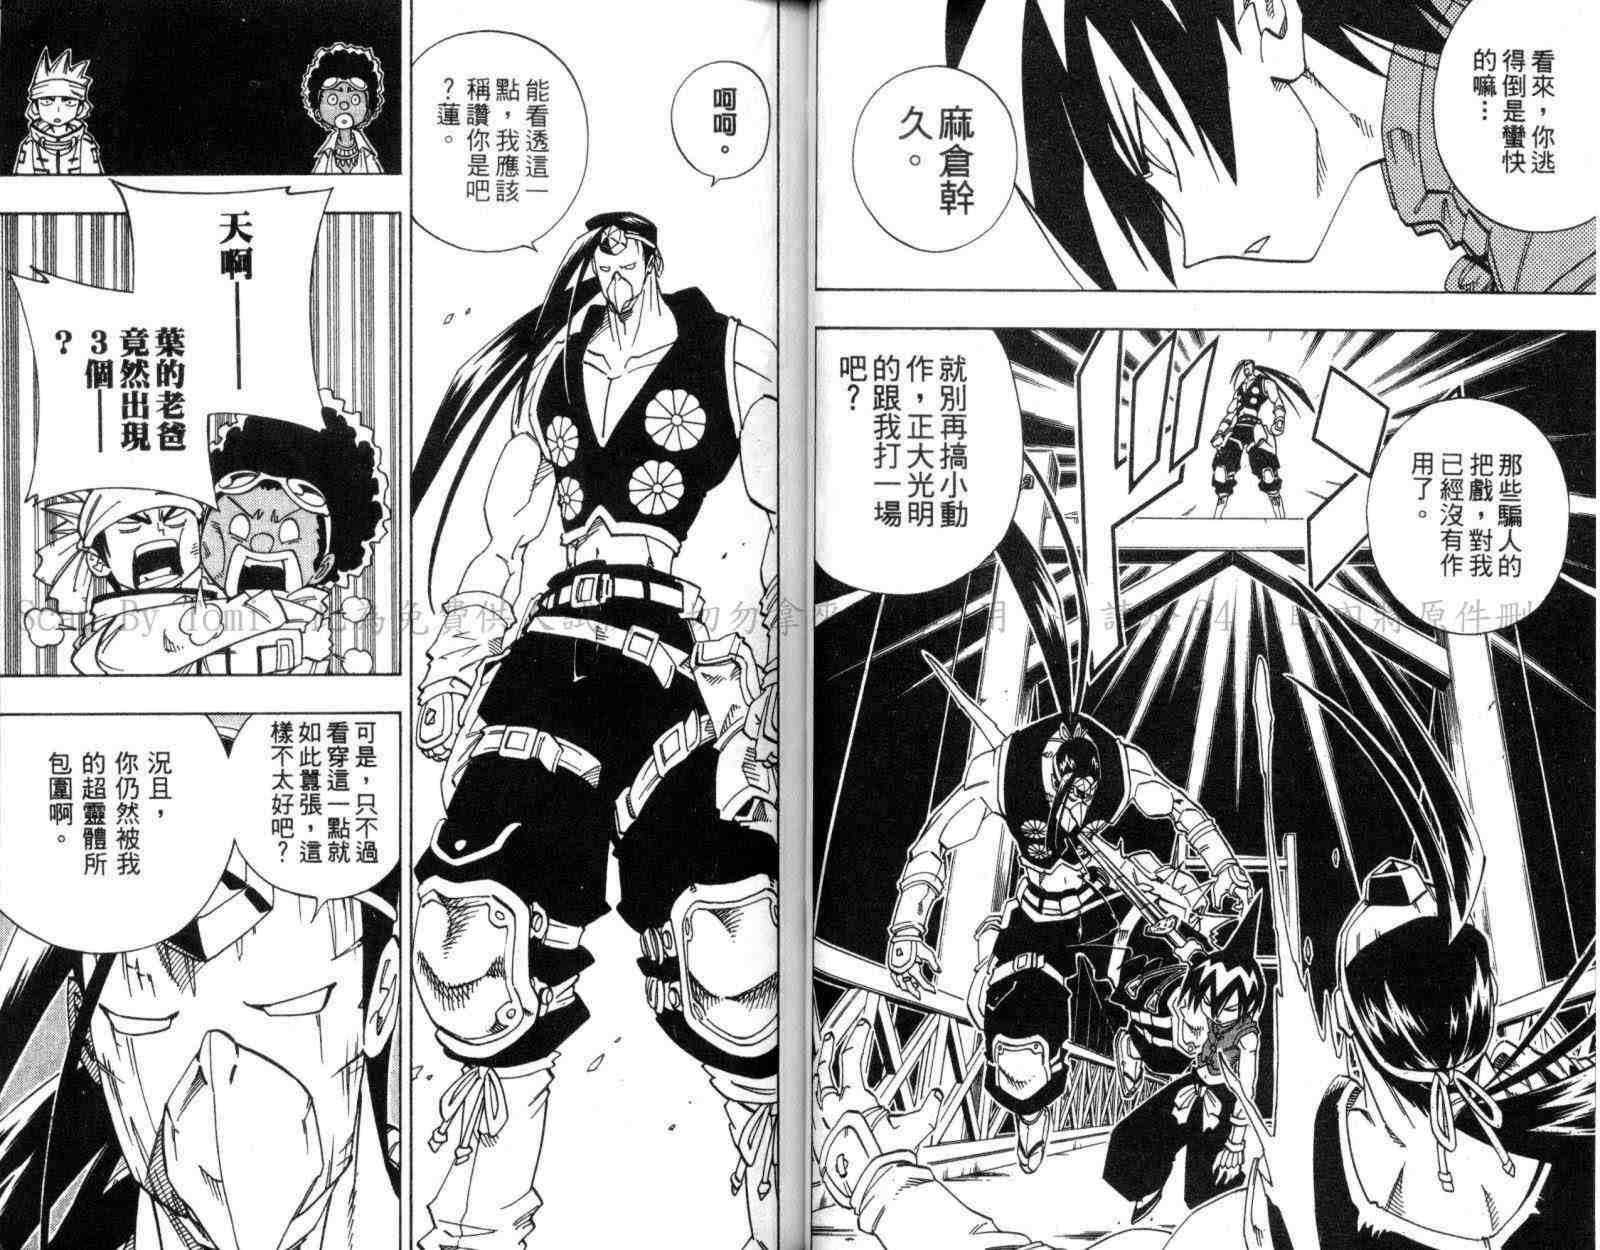 看來，你逃
得倒是蠻快
的嘛…
麻倉幹
久。
那些騙人的
把戲，對我
已經沒有作
用了。
就別再搞小動
作，正大光明
的跟我打一場
吧？
呵呵。
能看透這一
點，我應該
稱讚你是吧
？蓮。
天啊——
葉的老爸
竟然出現
3個——
？
可是，只不過
看穿這一點就
如此囂張，這
樣不太好吧？
況且，
你仍然被我
的超靈體所
包圍啊。